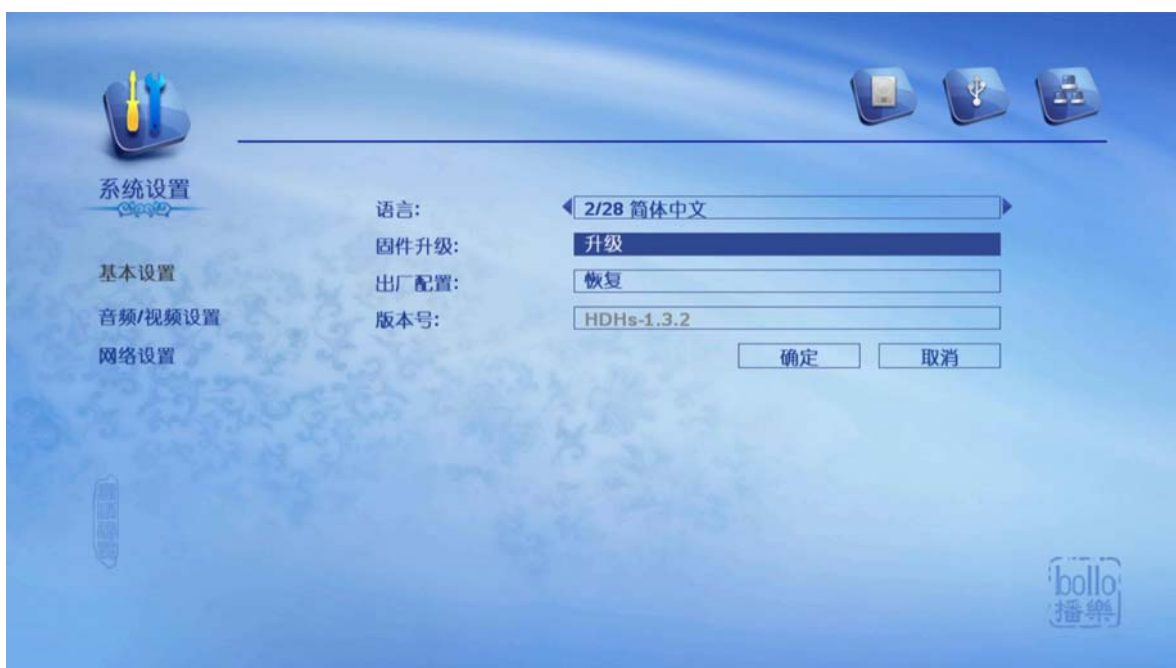 系统设置
语言: 2/28 简体中文
固件升级: 升级
基本设置
出厂配置: 恢复
音频/视频设置
版本号: HDHs-1.3.2
网络设置
确定 取消
bollo
播樂